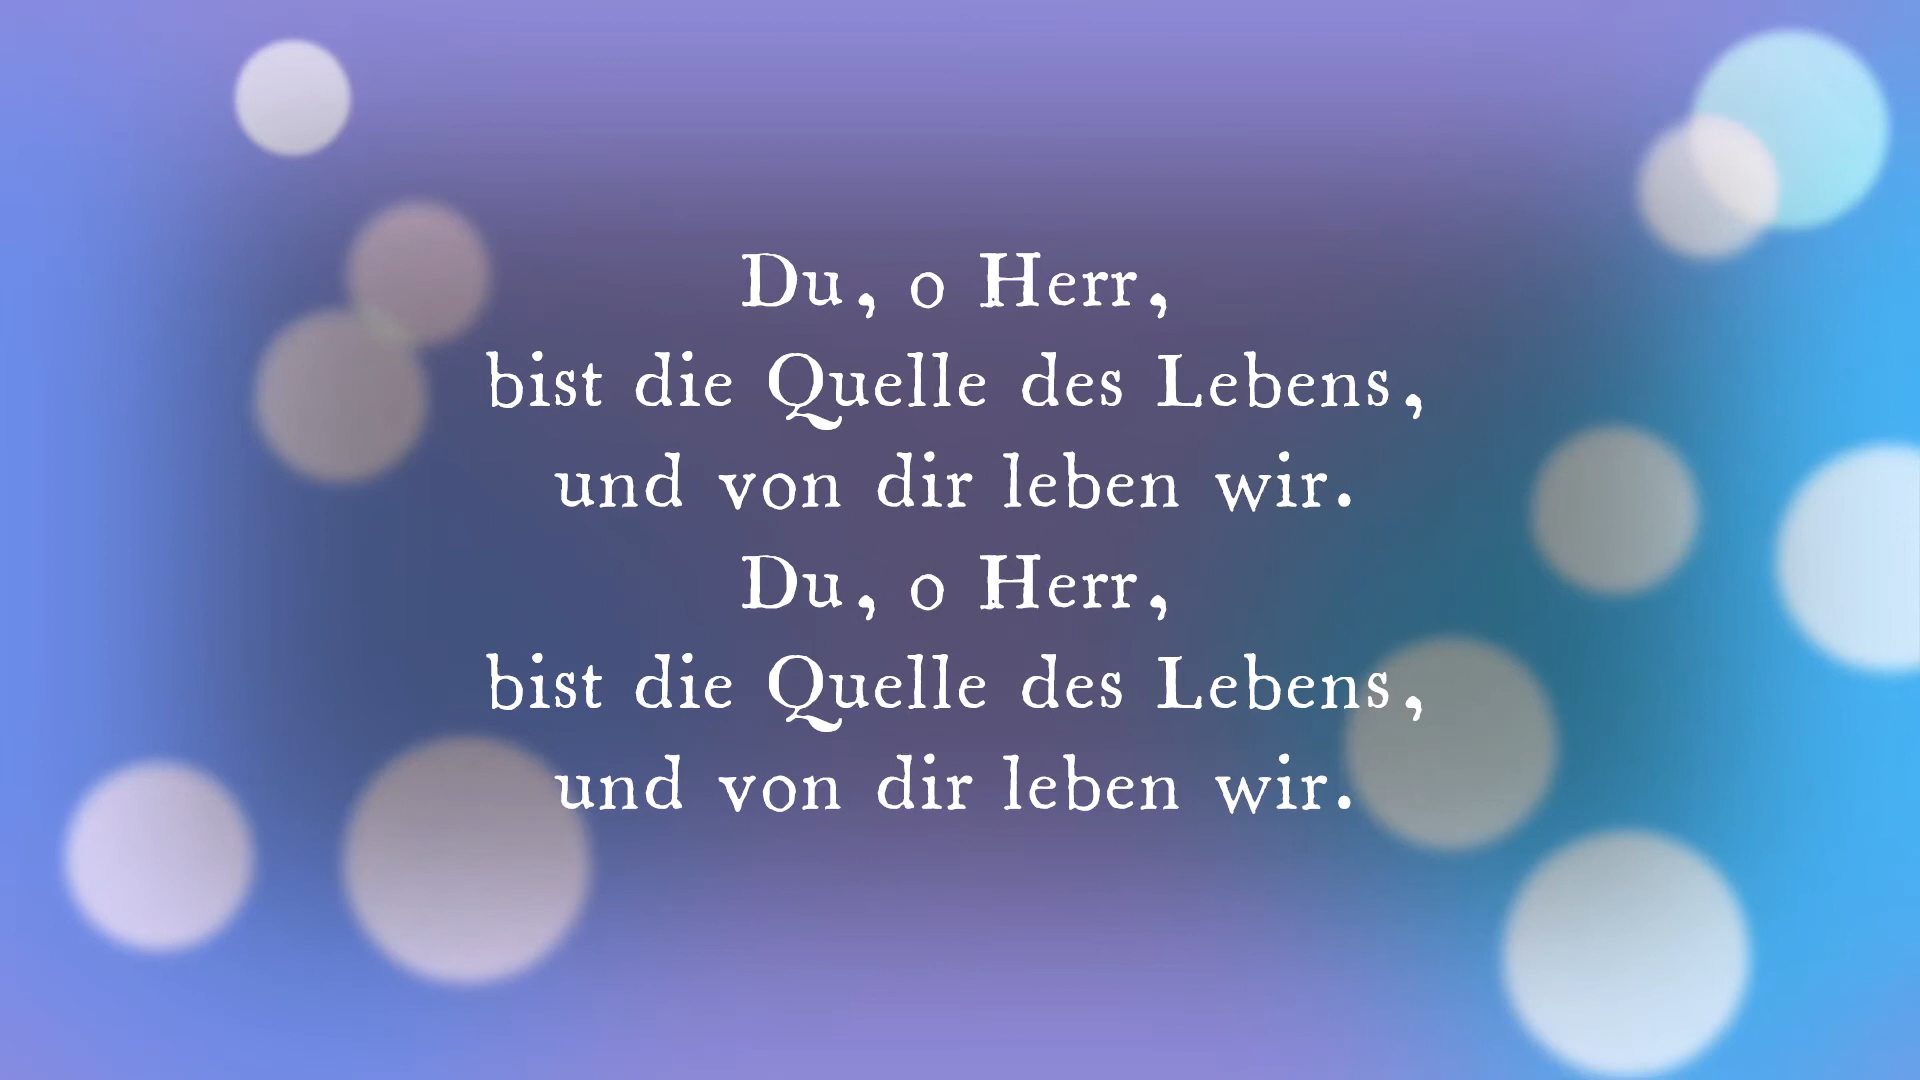 Du, o Herr,
bist die Quelle des Lebens,
und von dir leben wir.
Du, o Herr,
bist die Quelle des Lebens,
und von dir leben wir.